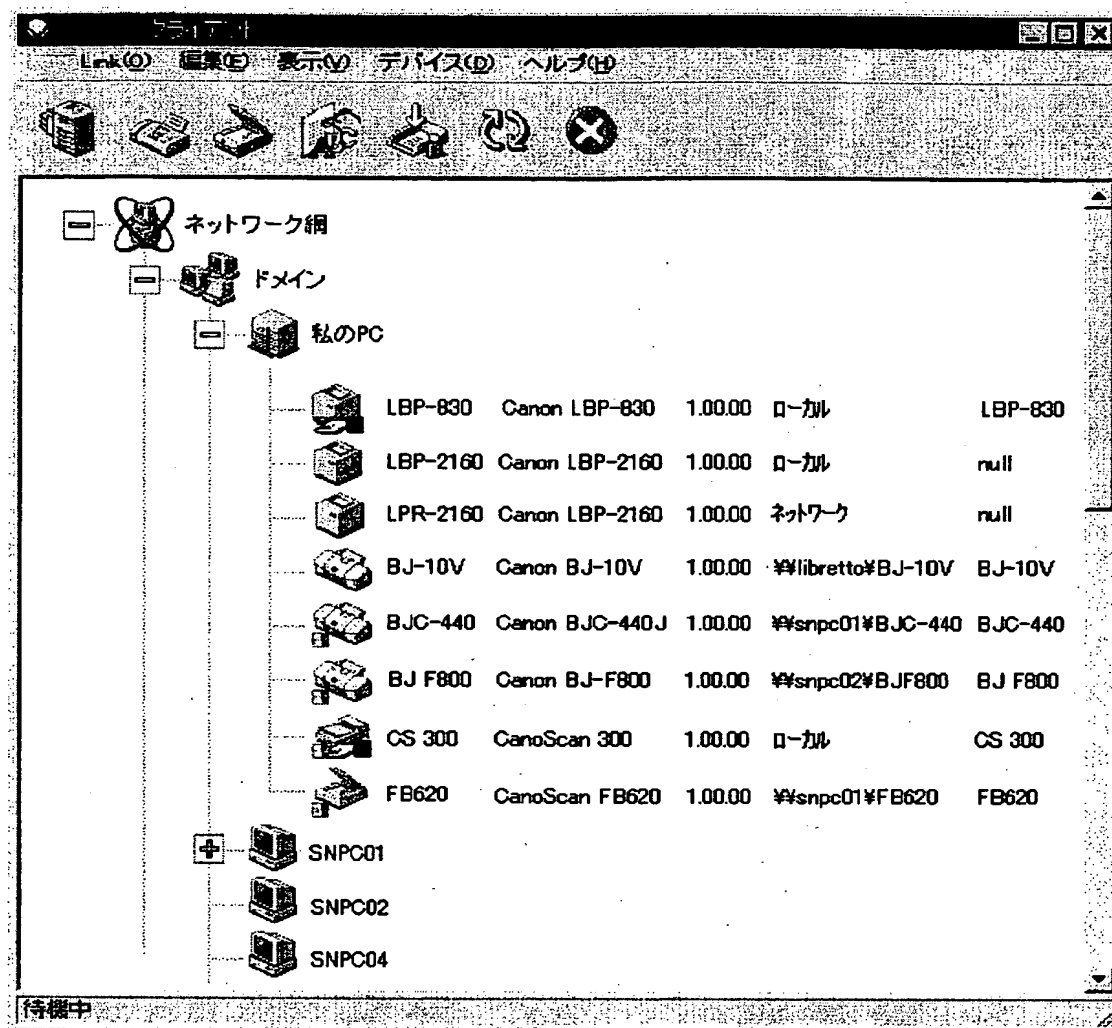 クライアント
Link(O) 編集(E) 表示(V) デバイス(D) ヘルプ(H)
ネットワーク網
ドメイン
私のPC
LBP-830 Canon LBP-830 1.00.00 ローカル LBP-830
LBP-2160 Canon LBP-2160 1.00.00 ローカル null
LPR-2160 Canon LBP-2160 1.00.00 ネットワーク null
BJ-10V Canon BJ-10V 1.00.00 ¥¥libretto¥BJ-10V BJ-10V
BJC-440 Canon BJC-440J 1.00.00 ¥¥snpc01¥BJC-440 BJC-440
BJ F800 Canon BJ-F800 1.00.00 ¥¥snpc02¥BJF800 BJ F800
CS 300 CanoScan 300 1.00.00 ローカル CS 300
FB620 CanoScan FB620 1.00.00 ¥¥snpc01¥FB620 FB620
SNPC01
SNPC02
SNPC04
待機中